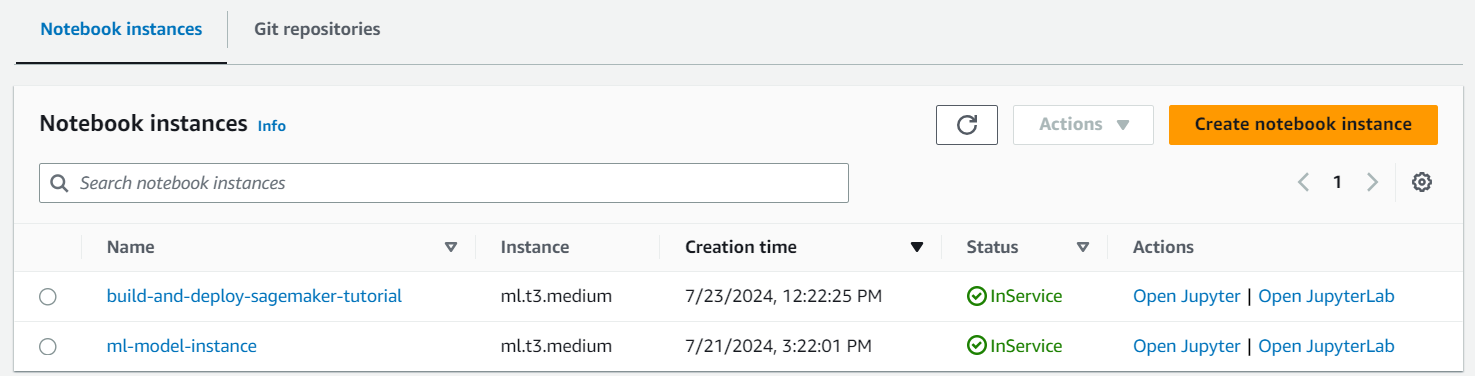 Notebook instances Git repositories
Notebook instances Info Actions Create notebook instance
Search notebook instances 1
Name Instance Creation time Status Actions
build-and-deploy-sagemaker-tutorial ml.t3.medium 7/23/2024, 12:22:25 PM InService Open Jupyter | Open JupyterLab
ml-model-instance ml.t3.medium 7/21/2024, 3:22:01 PM InService Open Jupyter | Open JupyterLab